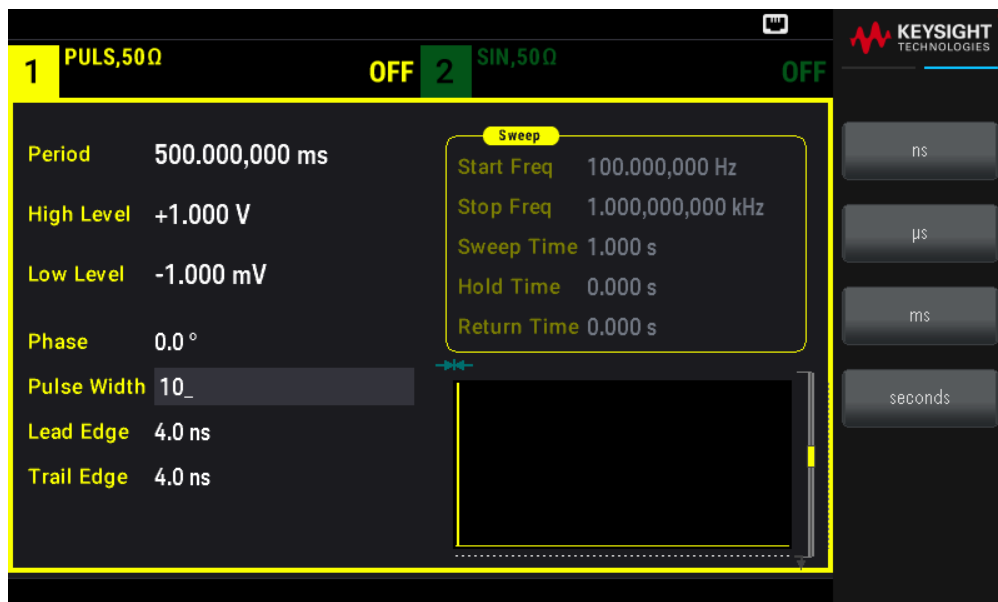 KEYSIGHT
TECHNOLOGIES
1 PULS,50Ω OFF
2 SIN,50Ω OFF
Period 500.000,000 ms
High Level +1.000 V
Low Level -1.000 mV
Phase 0.0 °
Pulse Width 10_
Lead Edge 4.0 ns
Trail Edge 4.0 ns
Sweep
Start Freq 100.000,000 Hz
Stop Freq 1.000,000,000 kHz
Sweep Time 1.000 s
Hold Time 0.000 s
Return Time 0.000 s
ns
µs
ms
seconds